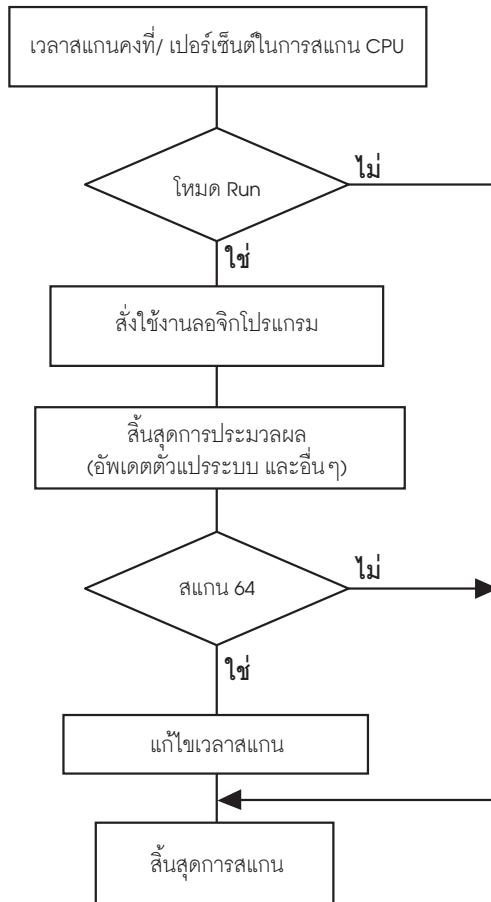 เวลาสแกนคงที่/ เปอร์เซ็นต์ในการสแกน CPU
โหมด Run
ไม่
ใช่
สั่งใช้งานลอจิกโปรแกรม
สิ้นสุดการประมวลผล
(อัพเดตตัวแปรระบบ และอื่นๆ)
สแกน 64
ไม่
ใช่
แก้ไขเวลาสแกน
สิ้นสุดการสแกน